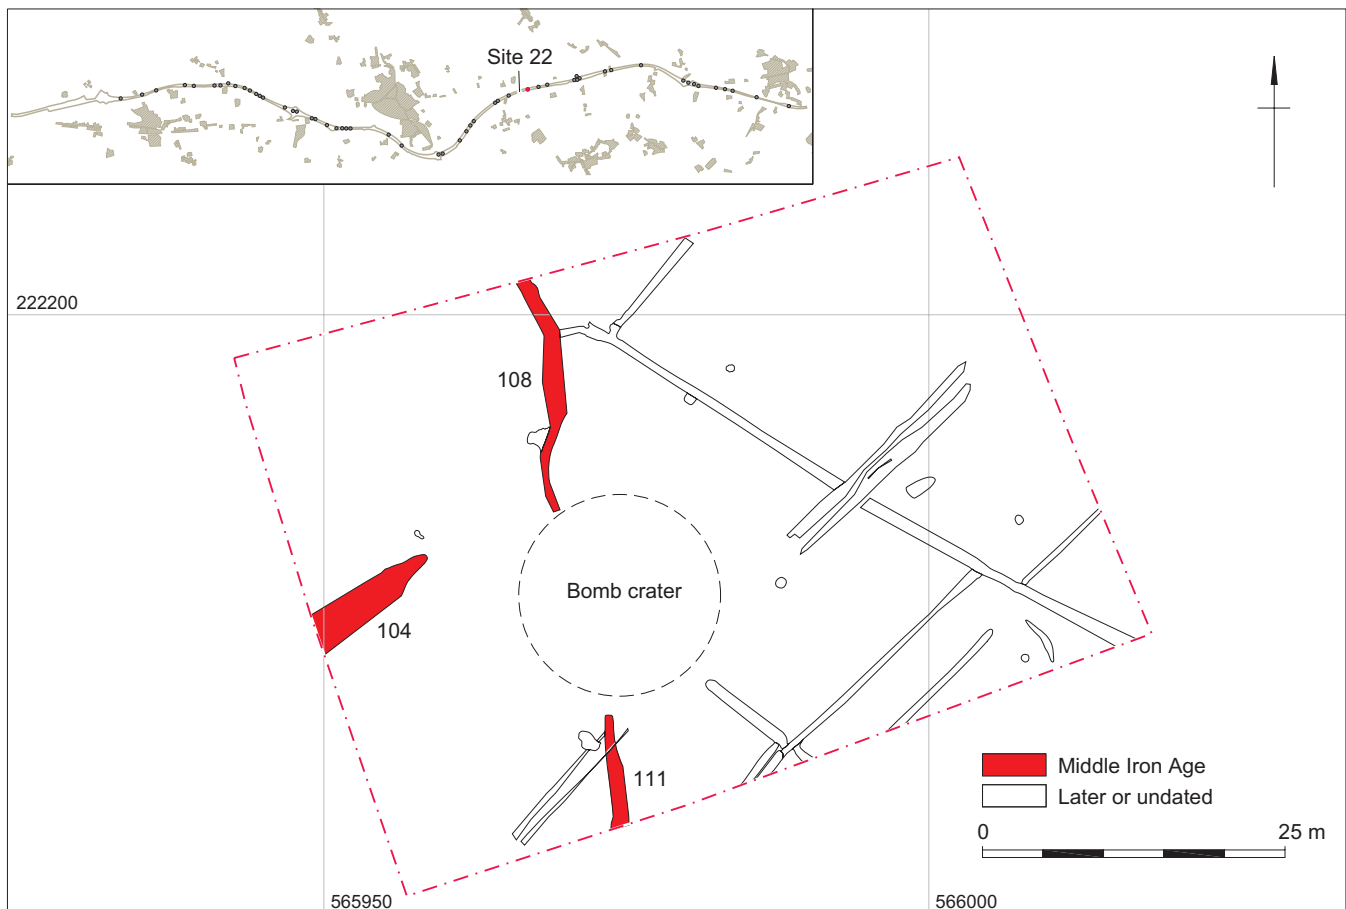 Site 22
222200
108
Bomb crater
104
111
Middle Iron Age
Later or undated
0 25 m
565950 566000